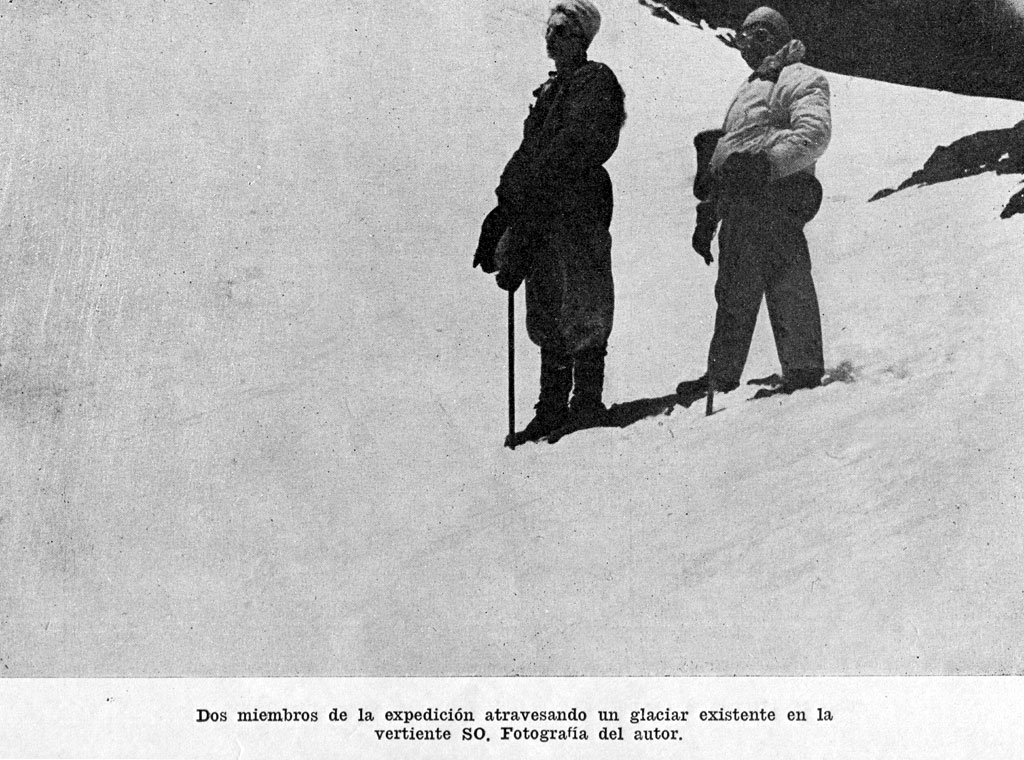 Dos miembros de la expedición atravesando un glaciar existente en la
vertiente SO. Fotografía del autor.